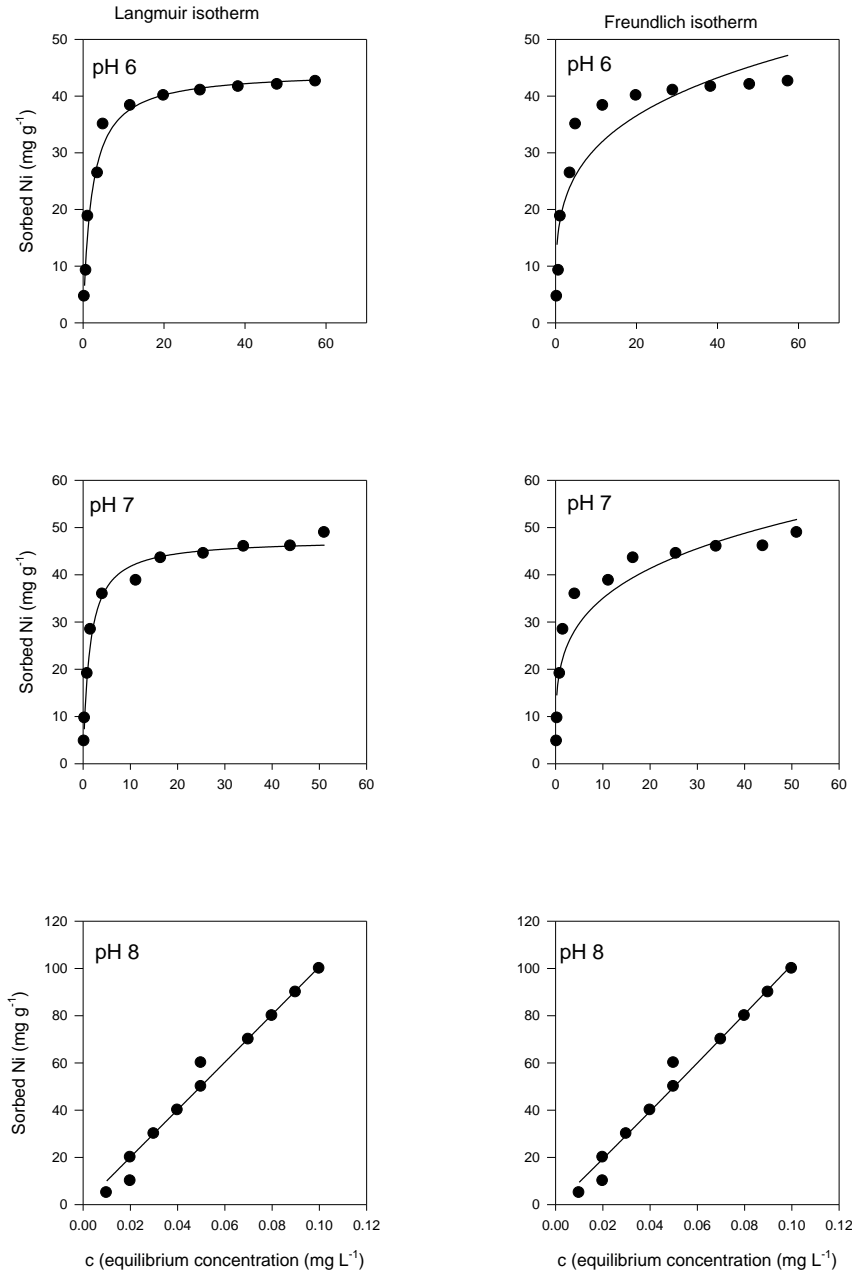 Langmuir isotherm
Freundlich isotherm
50
40
30
20
10
0
Sorbed Ni (mg g⁻¹)
pH 6
0 20 40 60
50
40
30
20
10
0
pH 6
0 20 40 60
60
50
40
30
20
10
0
Sorbed Ni (mg g⁻¹)
pH 7
0 10 20 30 40 50 60
60
50
40
30
20
10
0
pH 7
0 10 20 30 40 50 60
120
100
80
60
40
20
0
Sorbed Ni (mg g⁻¹)
pH 8
0.00 0.02 0.04 0.06 0.08 0.10 0.12
c (equilibrium concentration (mg L⁻¹)
120
100
80
60
40
20
0
pH 8
0.00 0.02 0.04 0.06 0.08 0.10 0.12
c (equilibrium concentration (mg L⁻¹)